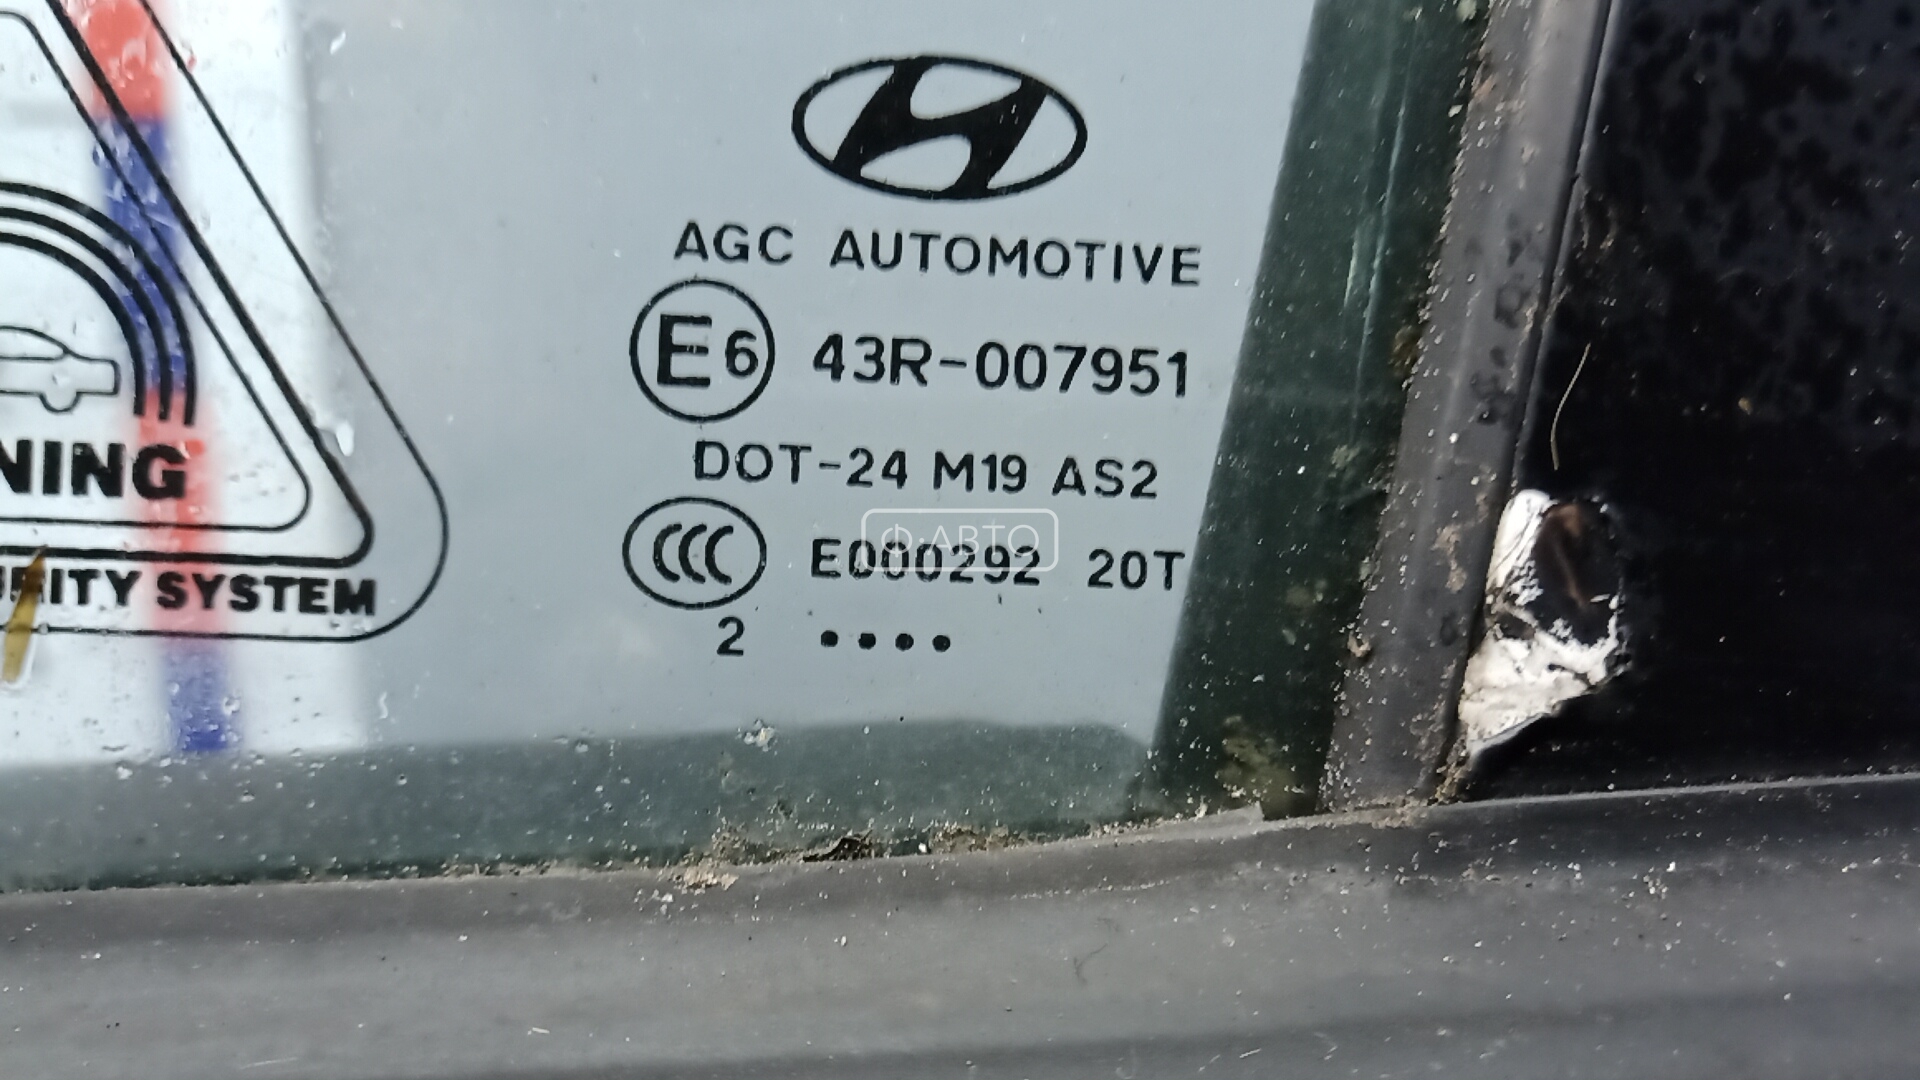 AGC AUTOMOTIVE
E6 43R-007951
DOT-24 M19 AS2
CCC E000292 20T
2 ••••
NING
SYSTEM
Ф·АВТО